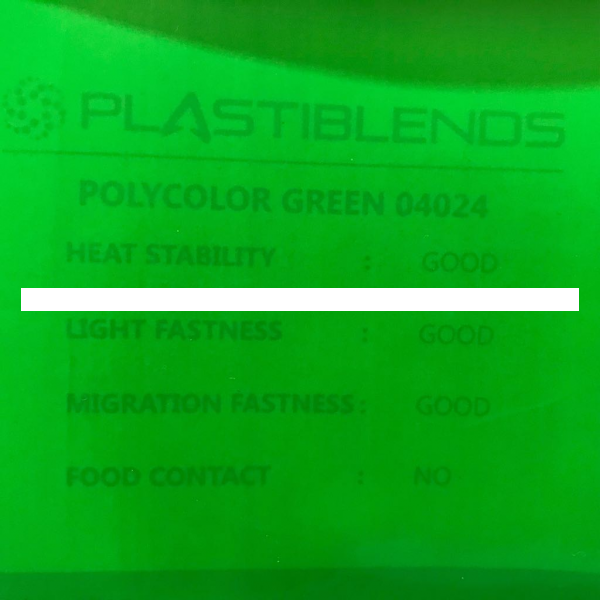 PLASTIBLENDS
POLYCOLOR GREEN 04024
HEAT STABILITY : GOOD
LIGHT FASTNESS : GOOD
MIGRATION FASTNESS : GOOD
FOOD CONTACT : NO